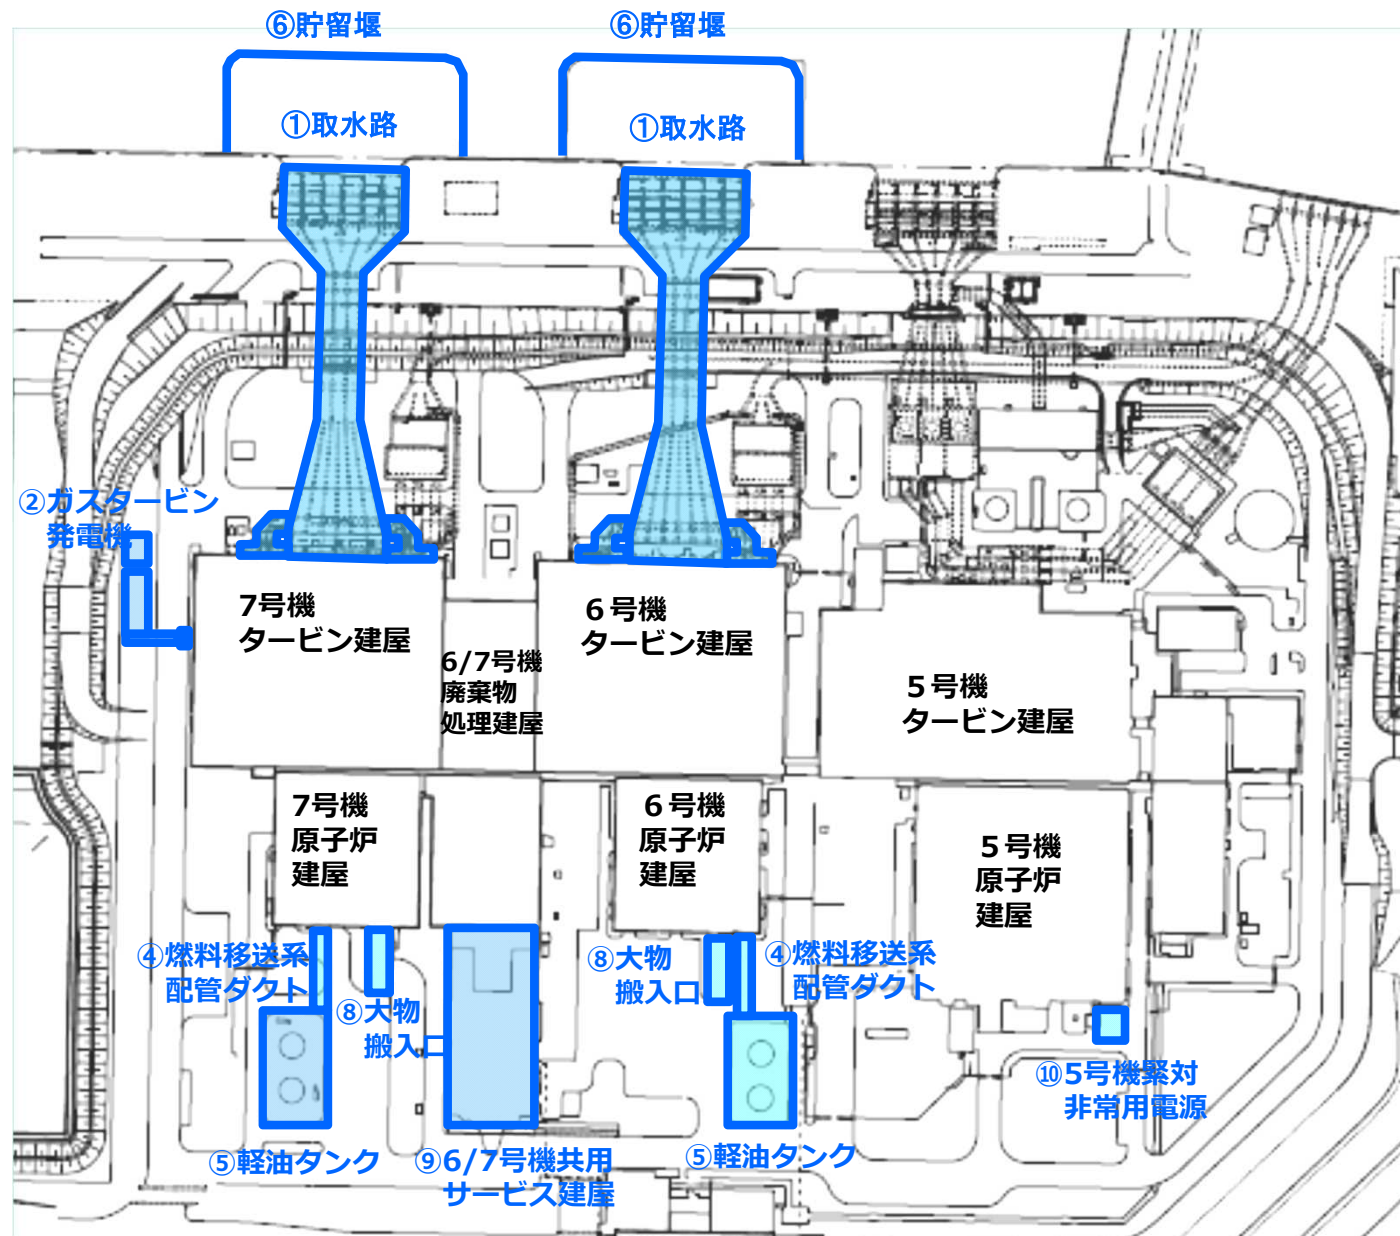 ⑥貯留堰
⑥貯留堰
①取水路
①取水路
②ガスタービン
発電機
7号機
タービン建屋
6/7号機
廃棄物
処理建屋
６号機
タービン建屋
５号機
タービン建屋
7号機
原子炉
建屋
６号機
原子炉
建屋
５号機
原子炉
建屋
④燃料移送系
配管ダクト
⑧大物
搬入口
⑧大物
搬入口
④燃料移送系
配管ダクト
⑩5号機緊対
非常用電源
⑤軽油タンク
⑨6/7号機共用
サービス建屋
⑤軽油タンク